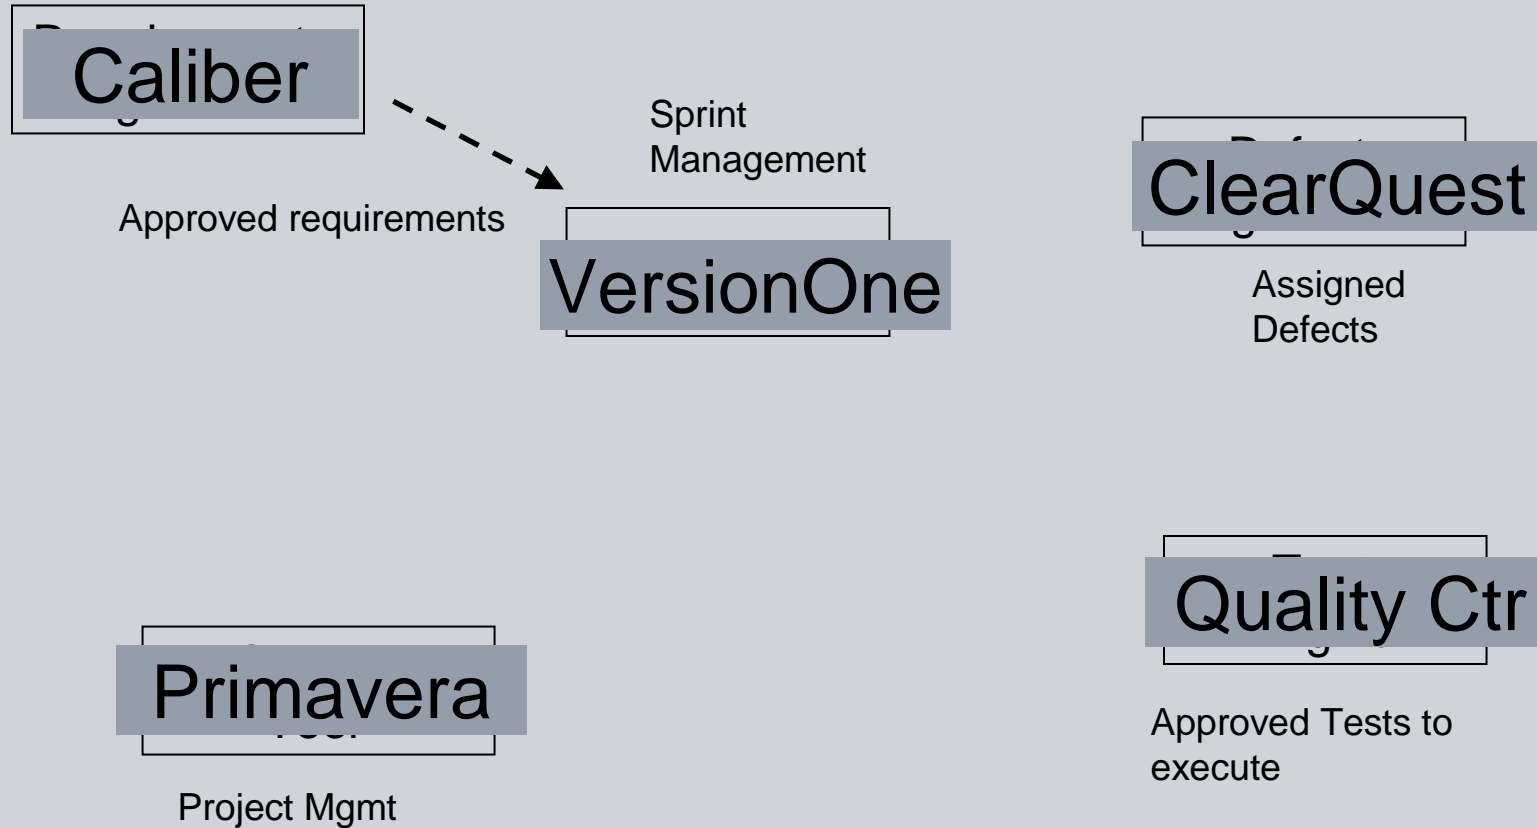 Caliber
Sprint
Management
Approved requirements
VersionOne
ClearQuest
Assigned
Defects
Quality Ctr
Approved Tests to
execute
Primavera
Project Mgmt